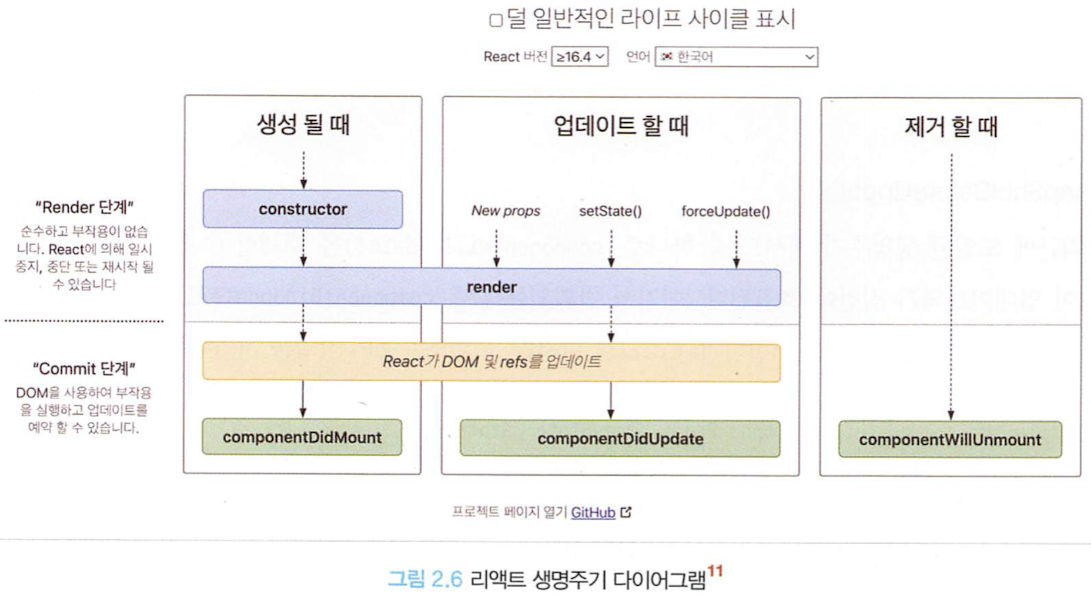 덜 일반적인 라이프 사이클 표시
React 버전 ≥16.4 언어 한국어
생성 될 때
업데이트 할 때
제거 할 때
"Render 단계"
순수하고 부작용이 없습
니다. React에 의해 일시
중지, 중단 또는 재시작 될
수 있습니다
constructor
New props
setState()
forceUpdate()
render
"Commit 단계"
DOM을 사용하여 부작용
을 실행하고 업데이트를
예약 할 수 있습니다.
React가 DOM 및 refs를 업데이트
componentDidMount
componentDidUpdate
componentWillUnmount
프로젝트 페이지 열기 GitHub
그림 2.6 리액트 생명주기 다이어그램11